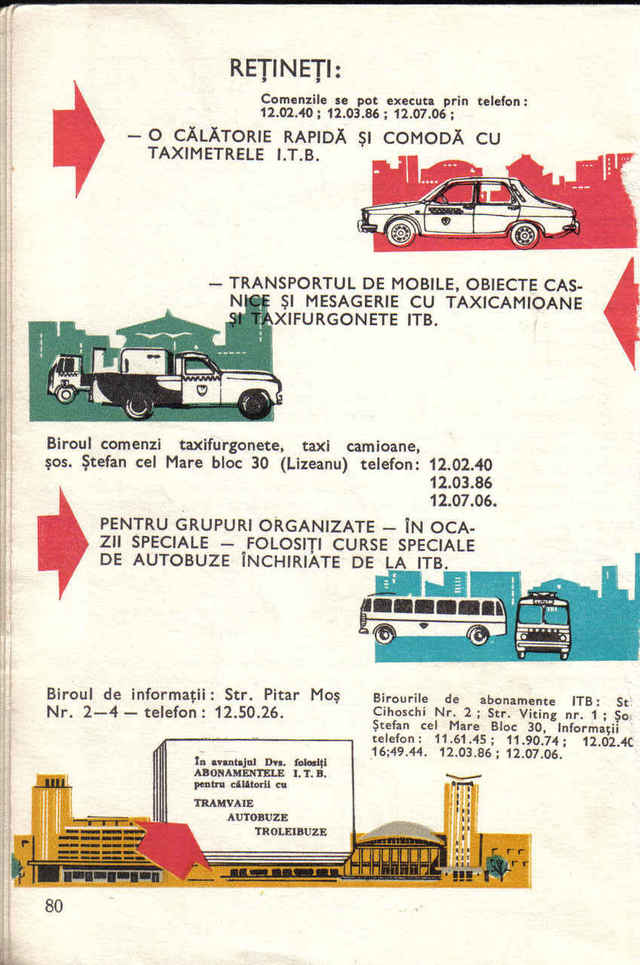 REȚINEȚI:
Comenzile se pot executa prin telefon:
12.02.40 ; 12.03.86 ; 12.07.06 ;
— O CĂLĂTORIE RAPIDĂ ȘI COMODĂ CU
TAXIMETRELE I.T.B.
— TRANSPORTUL DE MOBILE, OBIECTE CAS-
NICE ȘI MESAGERIE CU TAXICAMIOANE
ȘI TAXIFURGONETE ITB.
Biroul comenzi taxifurgonete, taxi camioane,
șos. Ștefan cel Mare bloc 30 (Lizeanu) telefon: 12.02.40
12.03.86
12.07.06.
PENTRU GRUPURI ORGANIZATE — ÎN OCA-
ZII SPECIALE — FOLOSIȚI CURSE SPECIALE
DE AUTOBUZE ÎNCHIRIATE DE LA ITB.
Biroul de informații : Str. Pitar Moș
Nr. 2—4 — telefon : 12.50.26.
Birourile de abonamente ITB :
Cihoschi Nr. 2 ; Str. Viting nr. 1 ;
Ștefan cel Mare Bloc 30, Informații
telefon : 11.61.45 ; 11.90.74 ; 12.02.40
16;49.44. 12.03.86 ; 12.07.06.
În avantajul Dvs. folosiți
ABONAMENTELE I.T.B.
pentru călătorii cu
TRAMVAIE
AUTOBUZE
TROLEIBUZE
80